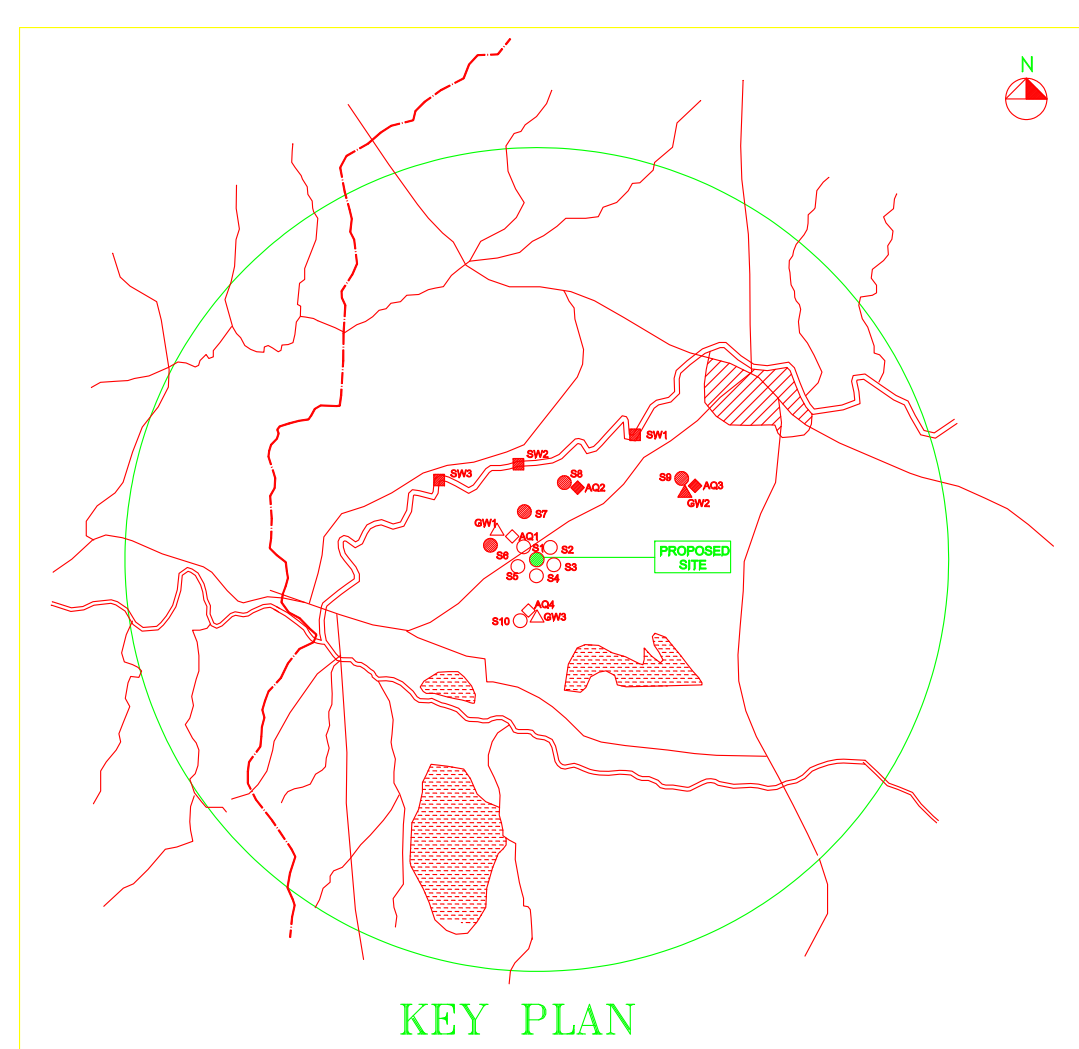 N
SW1
SW2
SW3
S8
AQ2
S9
AQ3
GW2
S7
GW1
AQ1
S6
S1
S2
S3
S5
S4
PROPOSED
SITE
AQ4
S10
GW3
KEY PLAN